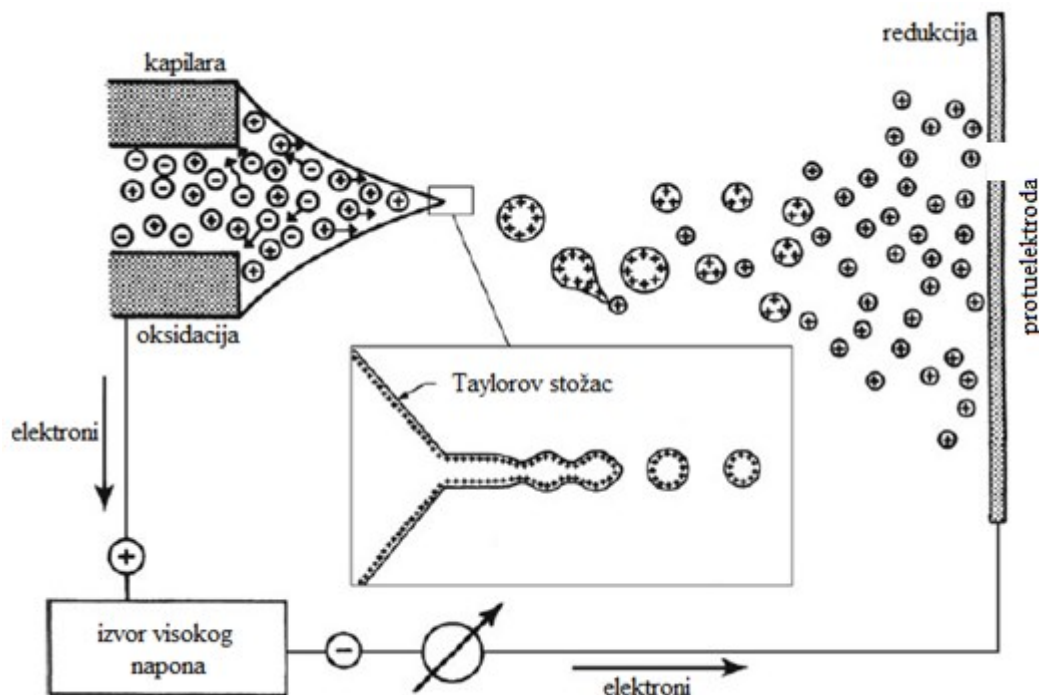 redukcija
kapilara
protuelektroda
oksidacija
Taylorov stožac
elektroni
izvor visokog
napona
elektroni